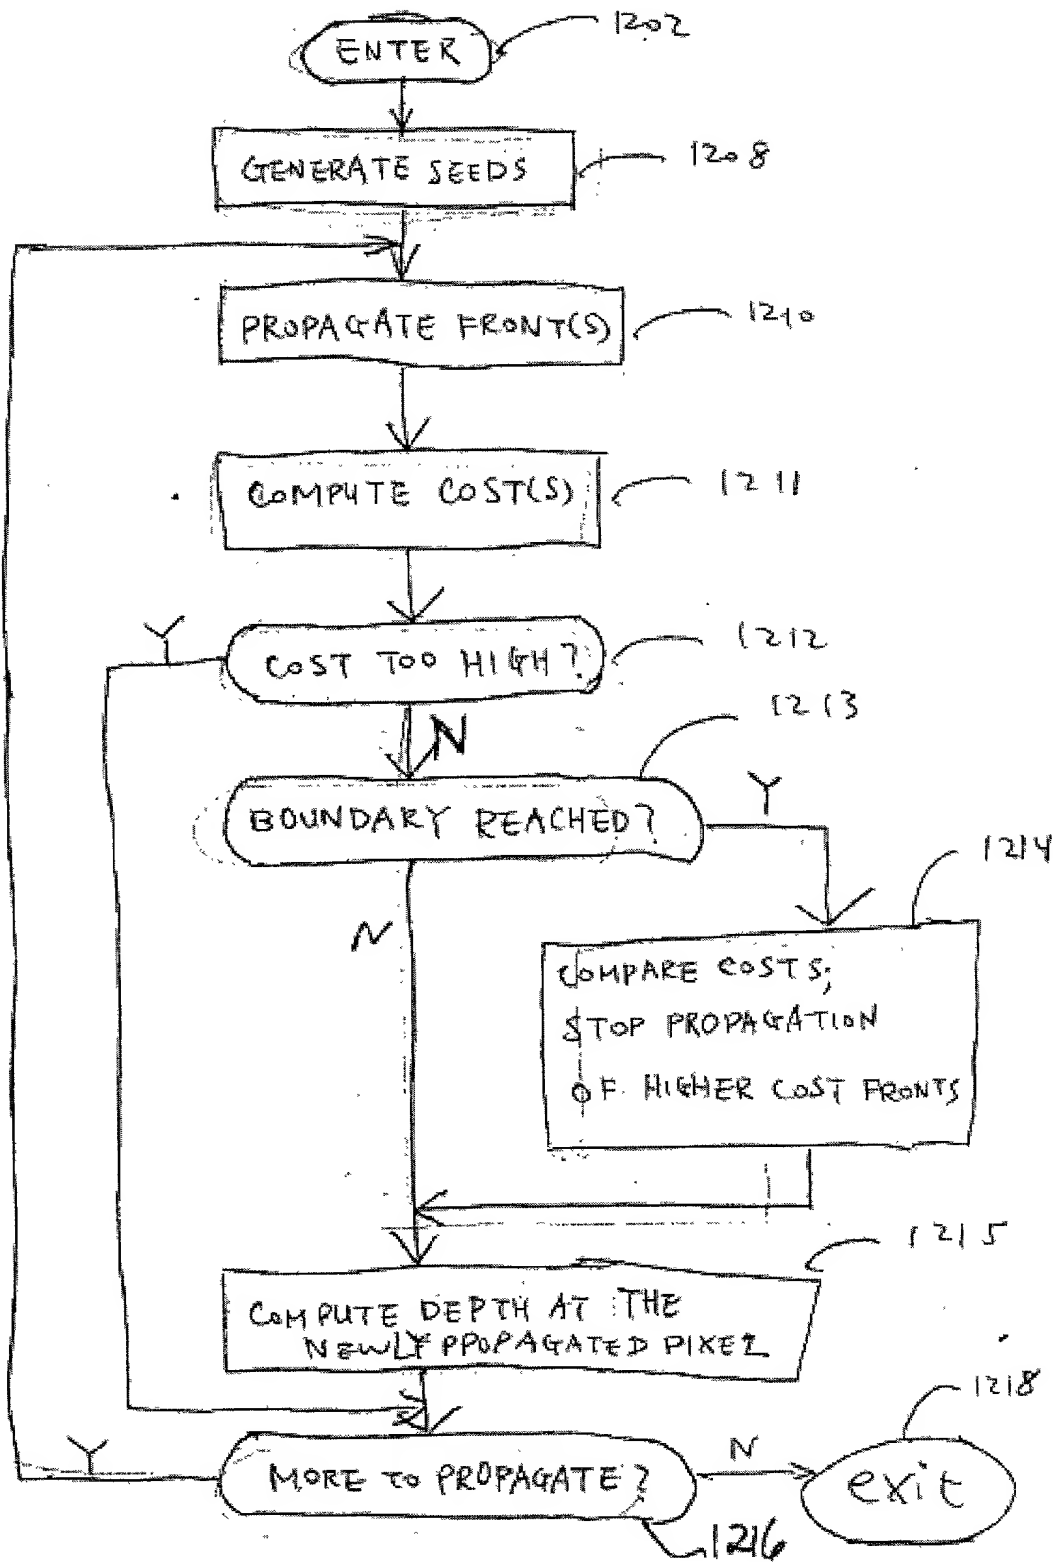 ENTER
1202
GENERATE SEEDS
1208
PROPAGATE FRONT(S)
1210
COMPUTE COST(S)
1211
Y
COST TOO HIGH?
1212
N
1213
BOUNDARY REACHED?
Y
1214
N
COMPARE COSTS;
STOP PROPAGATION
OF HIGHER COST FRONTS
1215
COMPUTE DEPTH AT THE
NEWLY PROPAGATED PIXEL
1218
Y
MORE TO PROPAGATE?
N
exit
1216